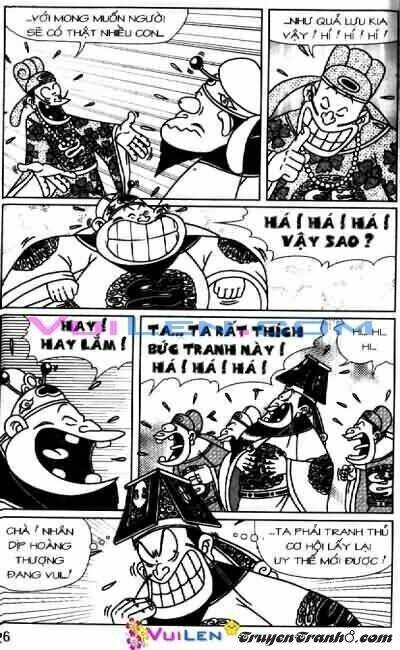 ...VỚI MONG MUỐN NGƯỜI
SẼ CÓ THẬT NHIỀU CON...
...NHƯ QUẢ LỰU KIA
VẬY! HÍ! HÍ! HÍ!
HÁ! HÁ! HÁ!
VẬY SAO?
HAY!
HAY LẮM!
TA... TA RẤT THÍCH
BỨC TRANH NÀY!
HÁ! HÁ! HÁ!
HI.. HI..
HI..
VuiLen.com
CHÀ! NHÂN
DỊP HOÀNG
THƯỢNG
ĐANG VUI...
...TA PHẢI TRANH THỦ
CƠ HỘI LẤY LẠI
UY THẾ MỚI ĐƯỢC!
26
VuiLen
TruyenTranh8.com